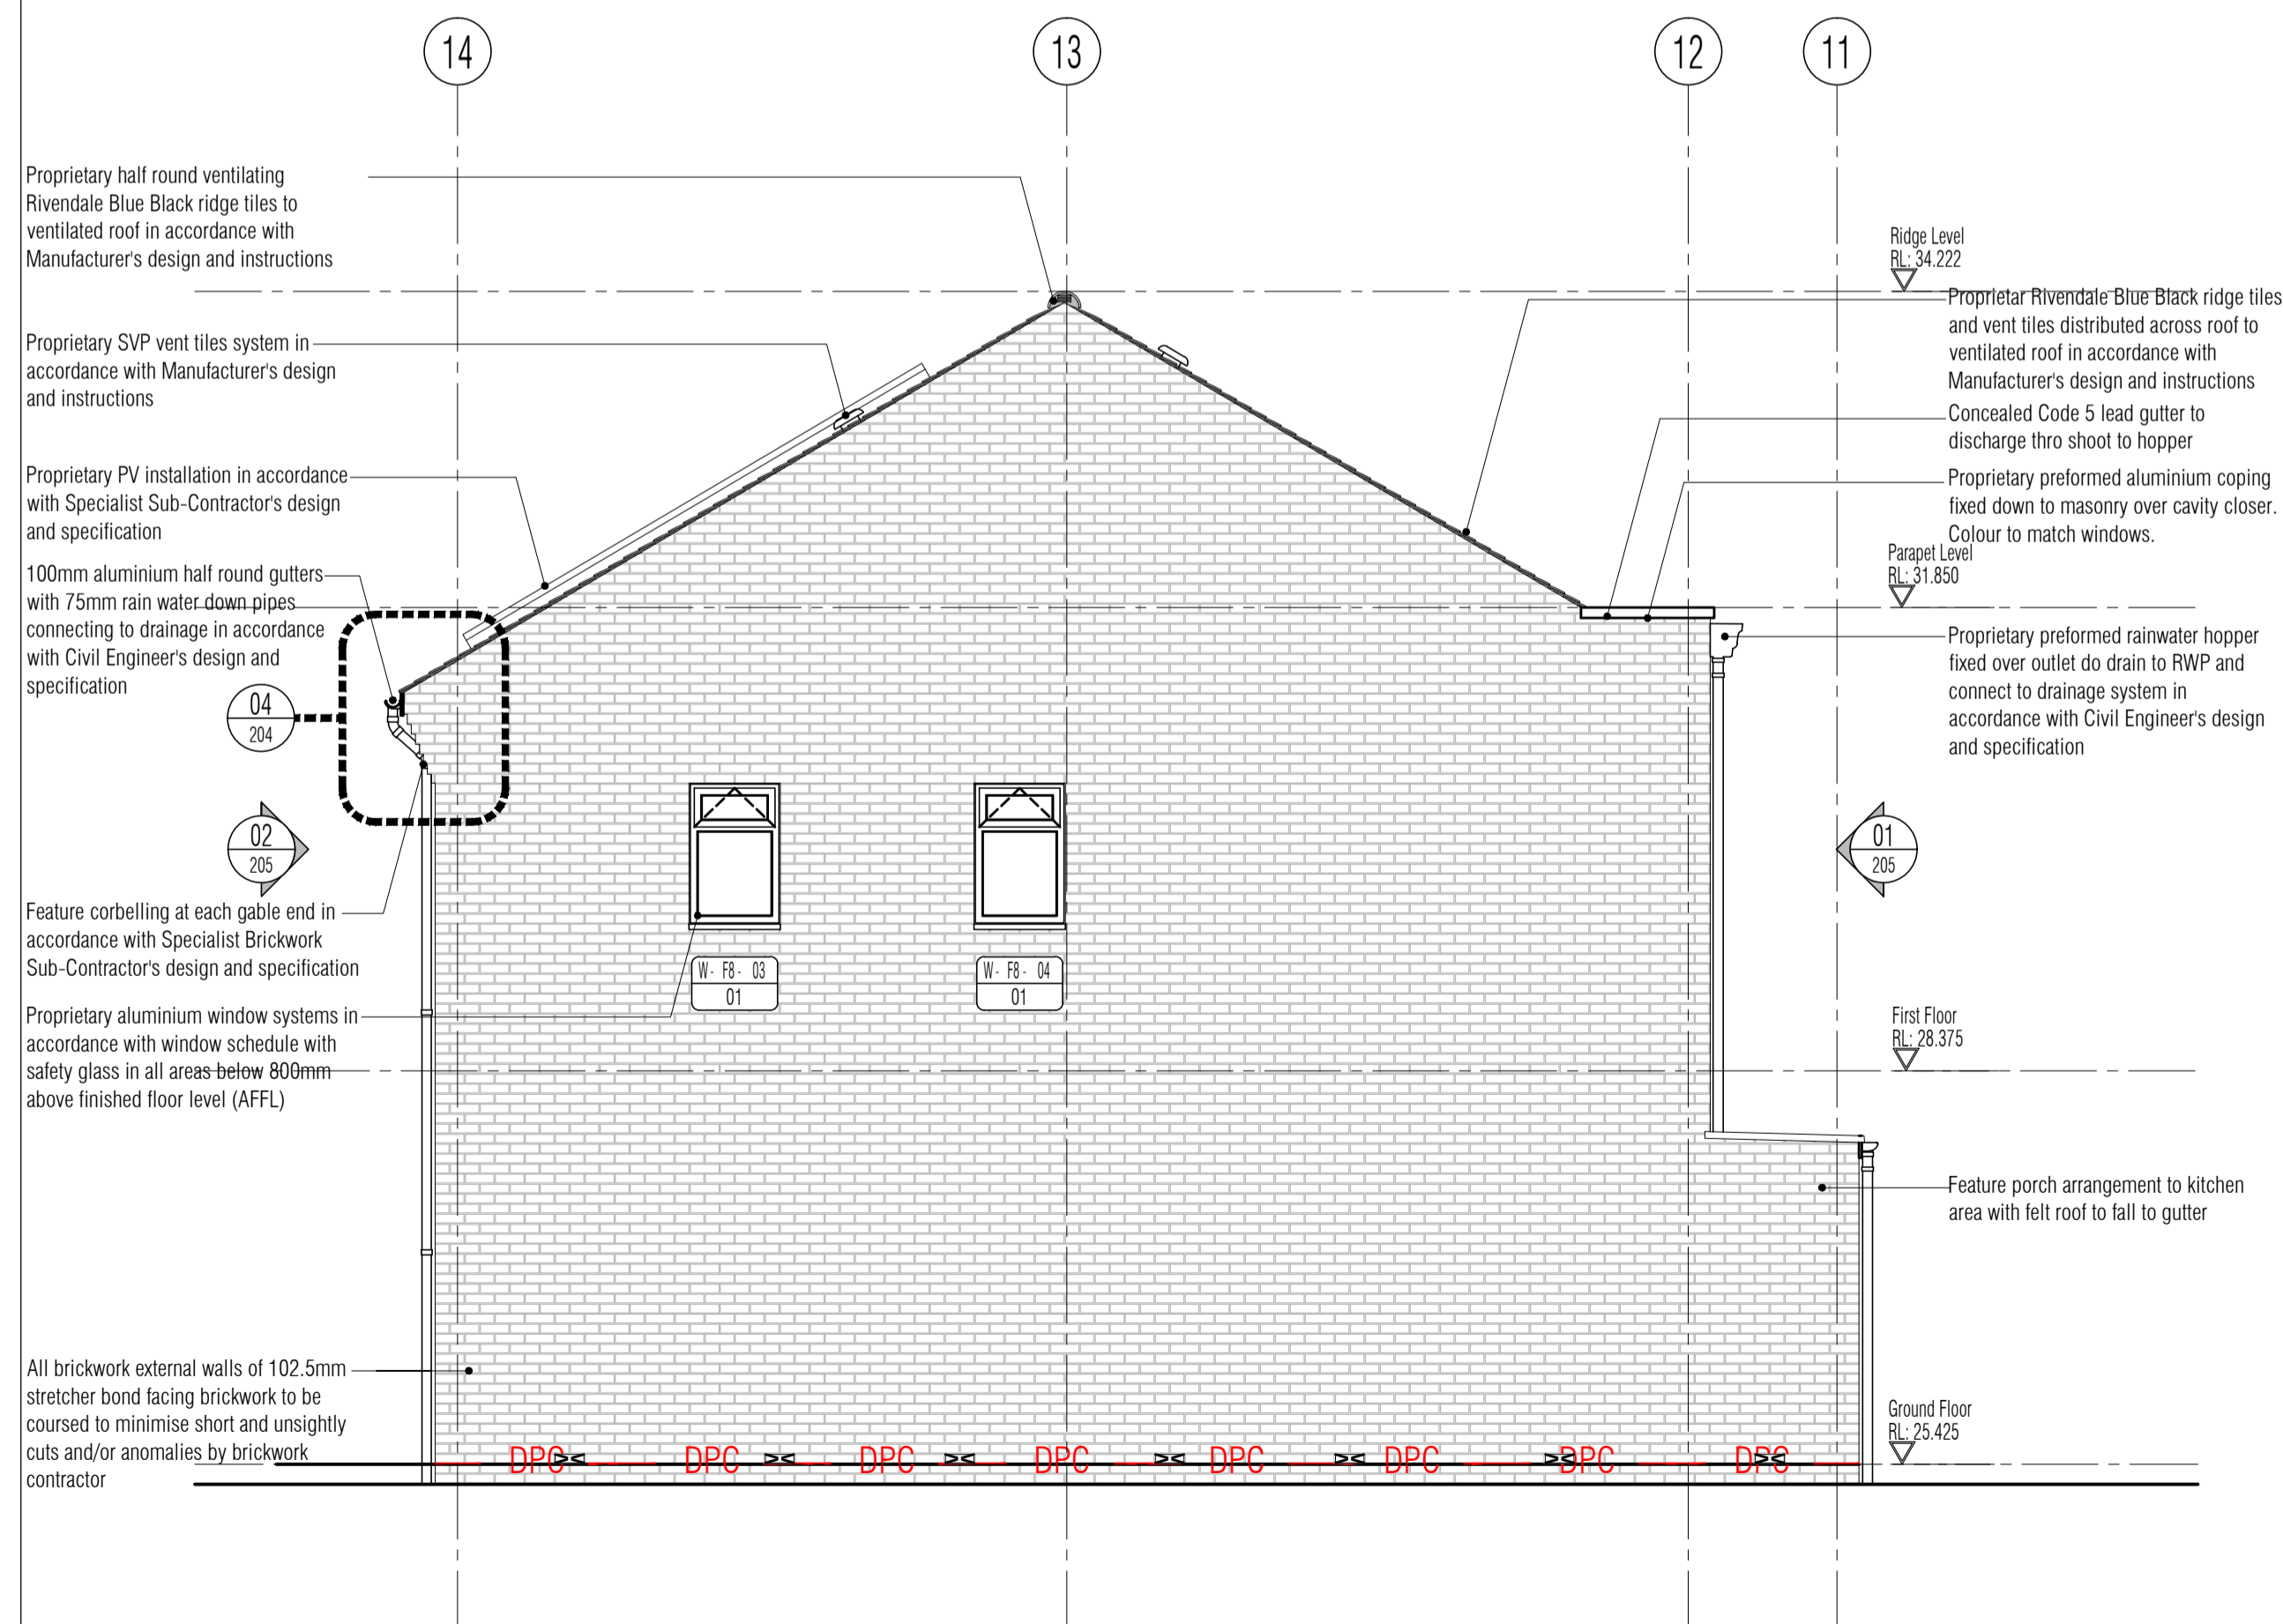 14
13
12
11
Proprietary half round ventilating
Rivendale Blue Black ridge tiles to
ventilated roof in accordance with
Manufacturer's design and instructions
Proprietary SVP vent tiles system in
accordance with Manufacturer's design
and instructions
Proprietary PV installation in accordance
with Specialist Sub-Contractor's design
and specification
100mm aluminium half round gutters
with 75mm rain water down pipes
connecting to drainage in accordance
with Civil Engineer's design and
specification
04
204
02
205
Feature corbelling at each gable end in
accordance with Specialist Brickwork
Sub-Contractor's design and specification
Proprietary aluminium window systems in
accordance with window schedule with
safety glass in all areas below 800mm
above finished floor level (AFFL)
All brickwork external walls of 102.5mm
stretcher bond facing brickwork to be
coursed to minimise short and unsightly
cuts and/or anomalies by brickwork
contractor
W- F8- 03
01
W- F8- 04
01
DPC DPC DPC DPC DPC DPC DPC DPC
Ridge Level
RL: 34.222
Proprietar Rivendale Blue Black ridge tiles
and vent tiles distributed across roof to
ventilated roof in accordance with
Manufacturer's design and instructions
Concealed Code 5 lead gutter to
discharge thro shoot to hopper
Proprietary preformed aluminium coping
fixed down to masonry over cavity closer.
Colour to match windows.
Parapet Level
RL: 31.850
Proprietary preformed rainwater hopper
fixed over outlet do drain to RWP and
connect to drainage system in
accordance with Civil Engineer's design
and specification
01
205
First Floor
RL: 28.375
Feature porch arrangement to kitchen
area with felt roof to fall to gutter
Ground Floor
RL: 25.425